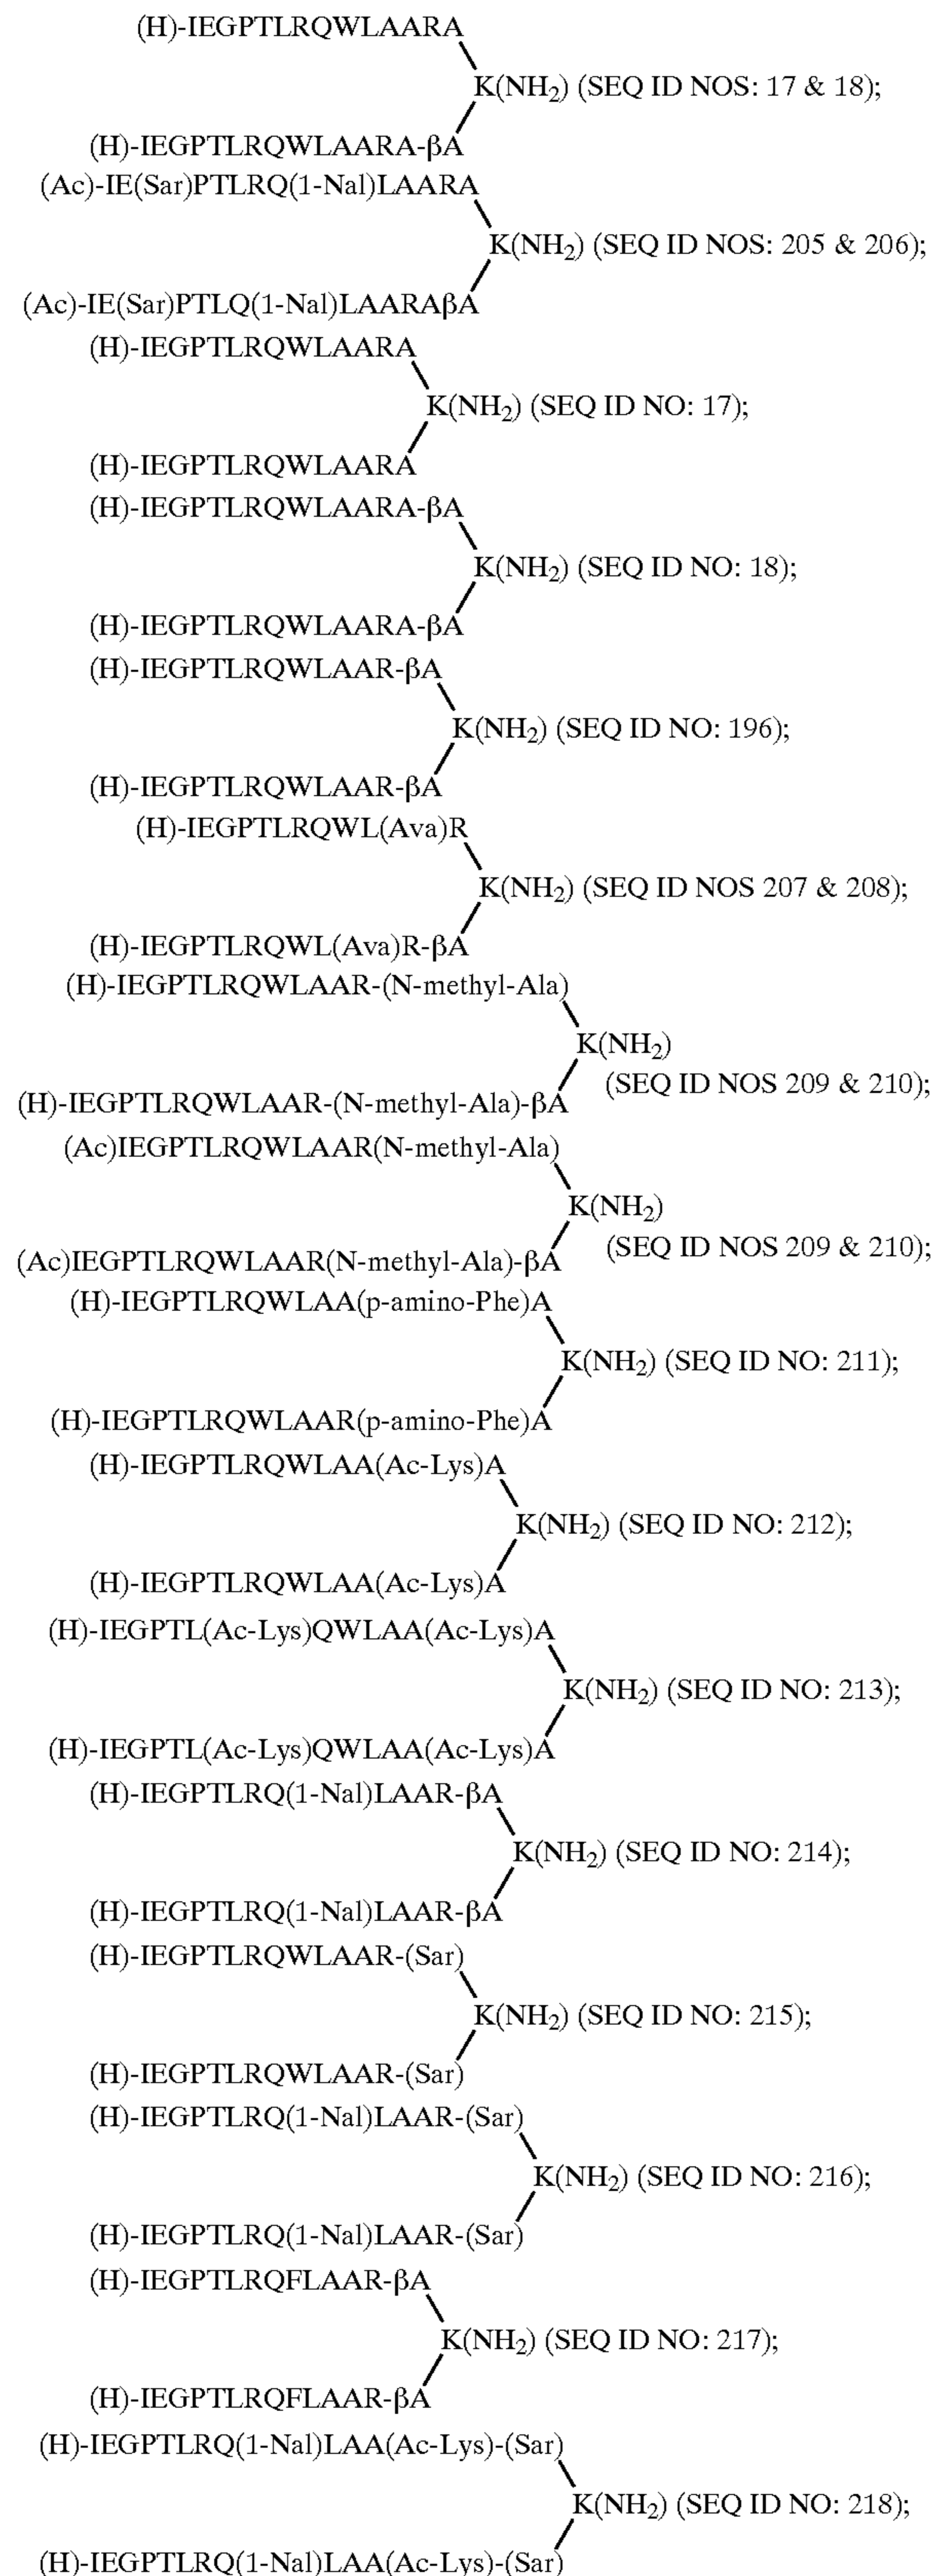 (H)-IEGPTLRQWLAARA
K(NH₂) (SEQ ID NOS: 17 & 18);
(H)-IEGPTLRQWLAARA-βA
(Ac)-IE(Sar)PTLRQ(1-Nal)LAARA
K(NH₂) (SEQ ID NOS: 205 & 206);
(Ac)-IE(Sar)PTLQ(1-Nal)LAARAβA
(H)-IEGPTLRQWLAARA
K(NH₂) (SEQ ID NO: 17);
(H)-IEGPTLRQWLAARA
(H)-IEGPTLRQWLAARA-βA
K(NH₂) (SEQ ID NO: 18);
(H)-IEGPTLRQWLAARA-βA
(H)-IEGPTLRQWLAAR-βA
K(NH₂) (SEQ ID NO: 196);
(H)-IEGPTLRQWLAAR-βA
(H)-IEGPTLRQWL(Ava)R
K(NH₂) (SEQ ID NOS 207 & 208);
(H)-IEGPTLRQWL(Ava)R-βA
(H)-IEGPTLRQWLAAR-(N-methyl-Ala)
K(NH₂)
(SEQ ID NOS 209 & 210);
(H)-IEGPTLRQWLAAR-(N-methyl-Ala)-βA
(Ac)IEGPTLRQWLAAR(N-methyl-Ala)
K(NH₂)
(SEQ ID NOS 209 & 210);
(Ac)IEGPTLRQWLAAR(N-methyl-Ala)-βA
(H)-IEGPTLRQWLAA(p-amino-Phe)A
K(NH₂) (SEQ ID NO: 211);
(H)-IEGPTLRQWLAAR(p-amino-Phe)A
(H)-IEGPTLRQWLAA(Ac-Lys)A
K(NH₂) (SEQ ID NO: 212);
(H)-IEGPTLRQWLAA(Ac-Lys)A
(H)-IEGPTL(Ac-Lys)QWLAA(Ac-Lys)A
K(NH₂) (SEQ ID NO: 213);
(H)-IEGPTL(Ac-Lys)QWLAA(Ac-Lys)A
(H)-IEGPTLRQ(1-Nal)LAAR-βA
K(NH₂) (SEQ ID NO: 214);
(H)-IEGPTLRQ(1-Nal)LAAR-βA
(H)-IEGPTLRQWLAAR-(Sar)
K(NH₂) (SEQ ID NO: 215);
(H)-IEGPTLRQWLAAR-(Sar)
(H)-IEGPTLRQ(1-Nal)LAAR-(Sar)
K(NH₂) (SEQ ID NO: 216);
(H)-IEGPTLRQ(1-Nal)LAAR-(Sar)
(H)-IEGPTLRQFLAAR-βA
K(NH₂) (SEQ ID NO: 217);
(H)-IEGPTLRQFLAAR-βA
(H)-IEGPTLRQ(1-Nal)LAA(Ac-Lys)-(Sar)
K(NH₂) (SEQ ID NO: 218);
(H)-IEGPTLRQ(1-Nal)LAA(Ac-Lys)-(Sar)